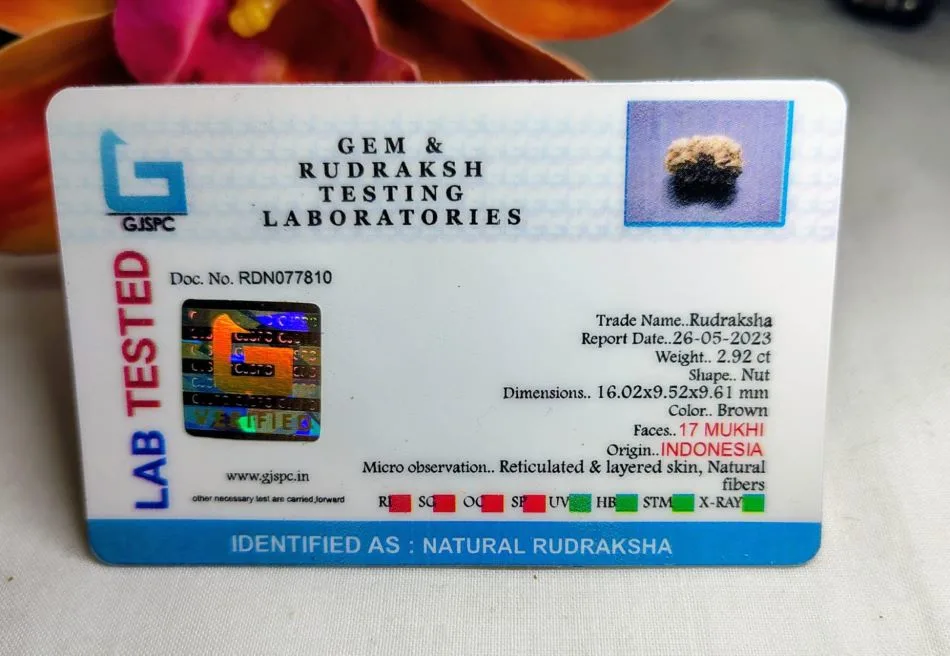 GEM &
RUDRAKSH
TESTING
LABORATORIES
GJSPC
LAB TESTED
Doc. No. RDN077810
VERIFIED
Trade Name..Rudraksha
Report Date..26-05-2023
Weight.. 2.92 ct
Shape.. Nut
Dimensions.. 16.02x9.52x9.61 mm
Color.. Brown
Faces..17 MUKHI
Origin..INDONESIA
Micro observation.. Reticulated & layered skin, Natural
fibers
www.gjspc.in
other necessary test are carried,forward
UV HB STM X-RAY
IDENTIFIED AS : NATURAL RUDRAKSHA